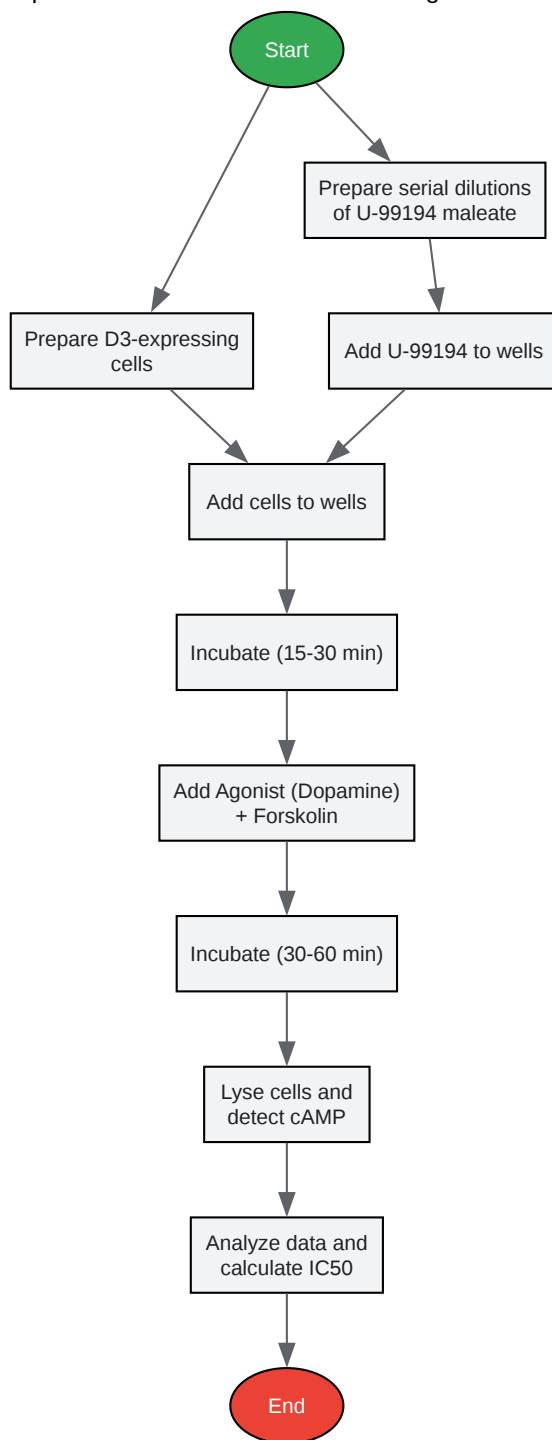 Start
Prepare serial dilutions
of U-99194 maleate
Prepare D3-expressing
cells
Add U-99194 to wells
Add cells to wells
Incubate (15-30 min)
Add Agonist (Dopamine)
+ Forskolin
Incubate (30-60 min)
Lyse cells and
detect cAMP
Analyze data and
calculate IC50
End